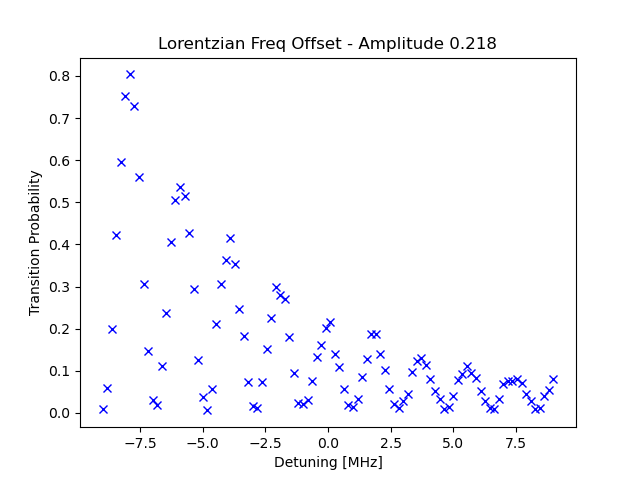 Lorentzian Freq Offset - Amplitude 0.218
Transition Probability
0.8
0.7
0.6
0.5
0.4
0.3
0.2
0.1
0.0
−7.5 −5.0 −2.5 0.0 2.5 5.0 7.5
Detuning [MHz]